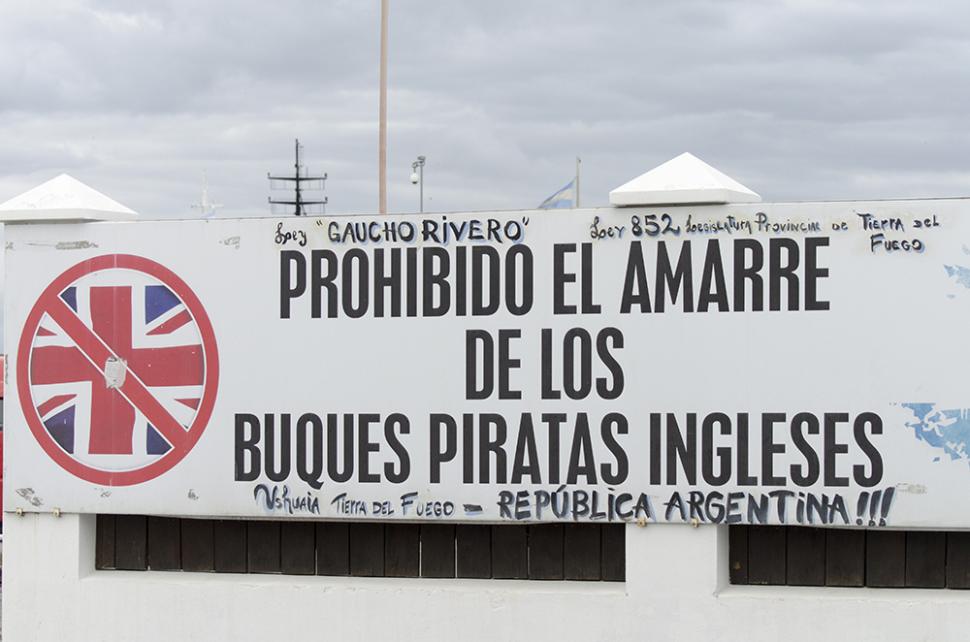 Ley "GAUCHO RIVERO" Ley 852 Legislatura Provincial de TIERRA DEL
FUEGO
PROHIBIDO EL AMARRE
DE LOS
BUQUES PIRATAS INGLESES
Ushuaia TIERRA DEL FUEGO - REPÚBLICA ARGENTINA!!!